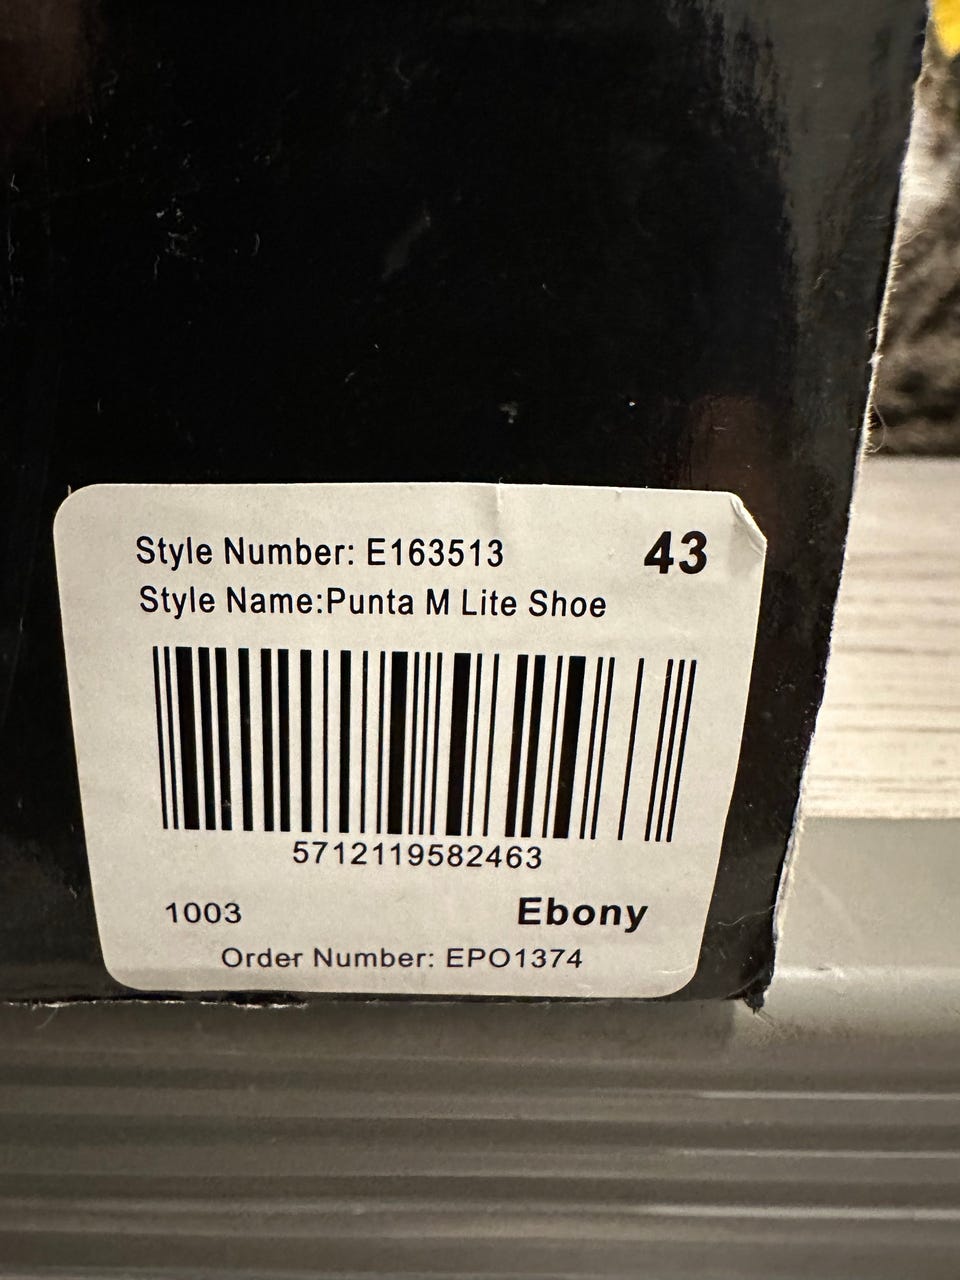 Style Number: E163513 43
Style Name:Punta M Lite Shoe
5712119582463
1003 Ebony
Order Number: EPO1374